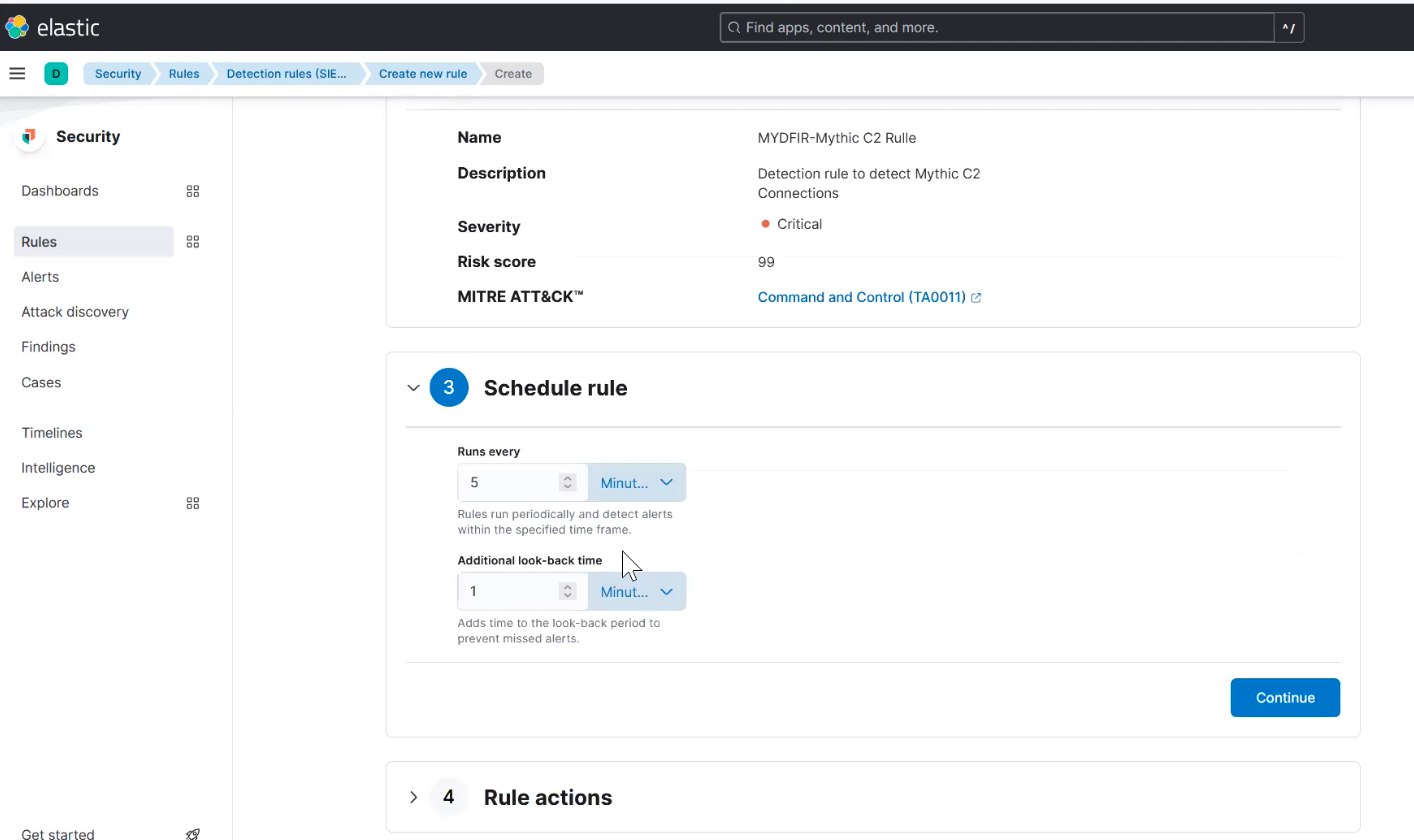 elastic
Find apps, content, and more.
^/
D
Security
Rules
Detection rules (SIE...
Create new rule
Create
Security
Dashboards
Rules
Alerts
Attack discovery
Findings
Cases
Timelines
Intelligence
Explore
Get started
Name
MYDFIR-Mythic C2 Rulle
Description
Detection rule to detect Mythic C2
Connections
Severity
Critical
Risk score
99
MITRE ATT&CK™
Command and Control (TA0011)
3
Schedule rule
Runs every
5
Minut...
Rules run periodically and detect alerts
within the specified time frame.
Additional look-back time
1
Minut...
Adds time to the look-back period to
prevent missed alerts.
Continue
4
Rule actions